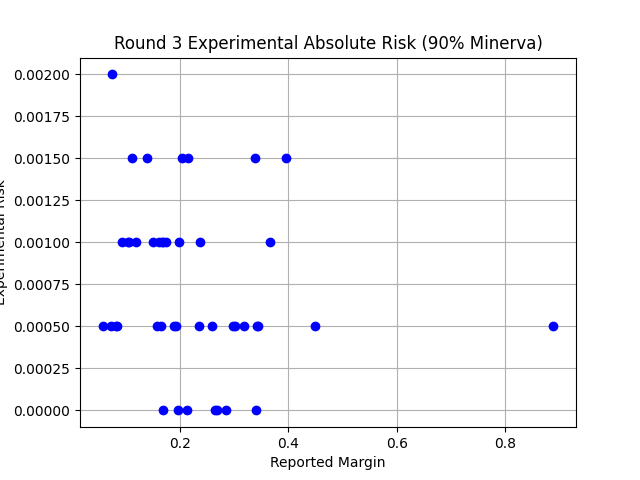 Round 3 Experimental Absolute Risk (90% Minerva)
0.00200
0.00175
0.00150
0.00125
0.00100
0.00075
0.00050
0.00025
0.00000
Experimental Risk
0.2 0.4 0.6 0.8
Reported Margin